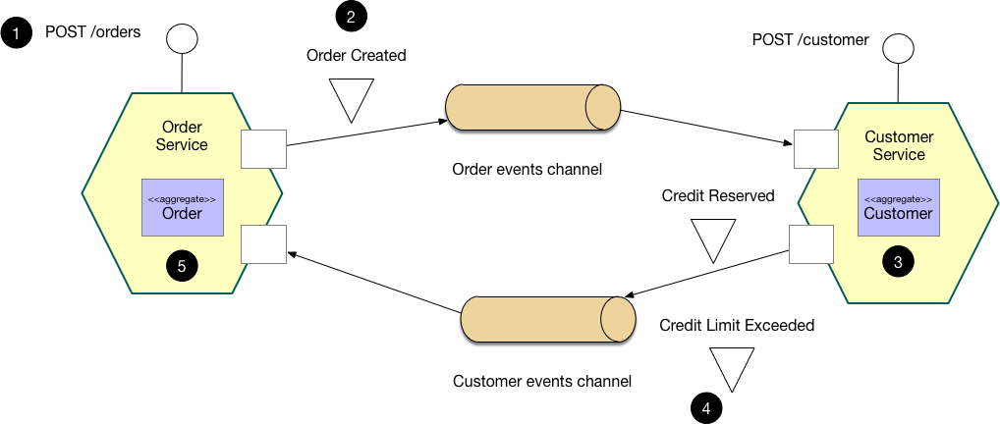 1
POST /orders
2
Order Created
POST /customer
Order
Service
<<aggregate>>
Order
5
Order events channel
Customer
Service
<<aggregate>>
Customer
3
Credit Reserved
Customer events channel
Credit Limit Exceeded
4